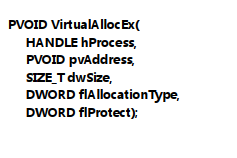 PVOID VirtualAllocEx(
HANDLE hProcess,
PVOID pvAddress,
SIZE_T dwSize,
DWORD flAllocationType,
DWORD flProtect);